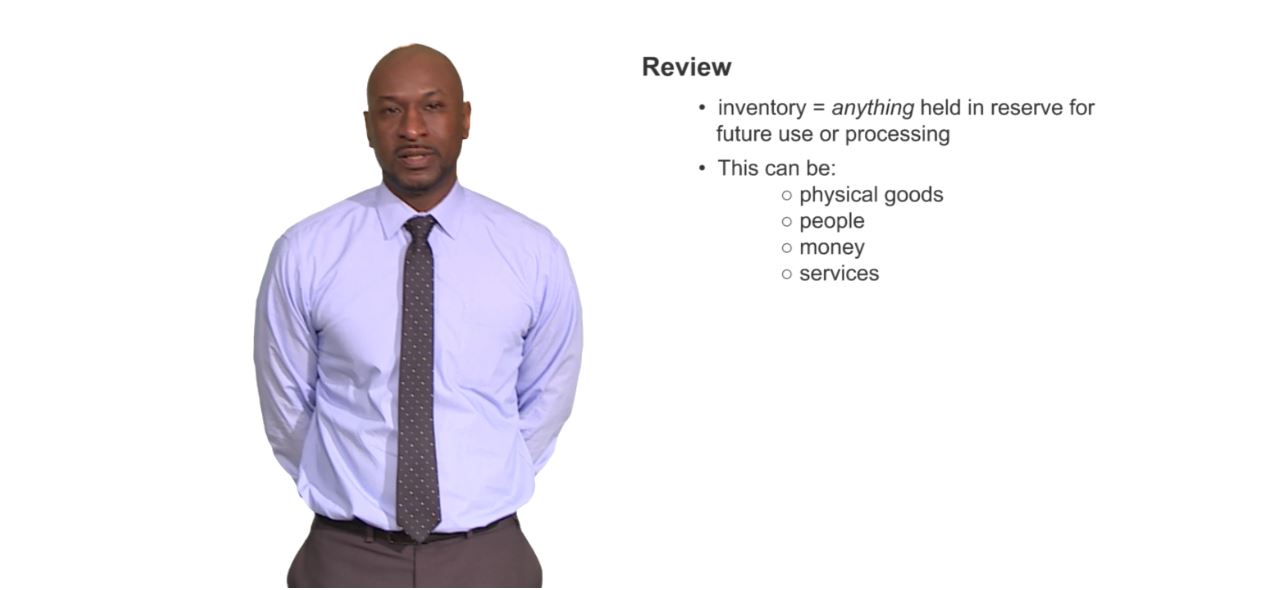 Review
• inventory = anything held in reserve for
future use or processing
• This can be:
○ physical goods
○ people
○ money
○ services